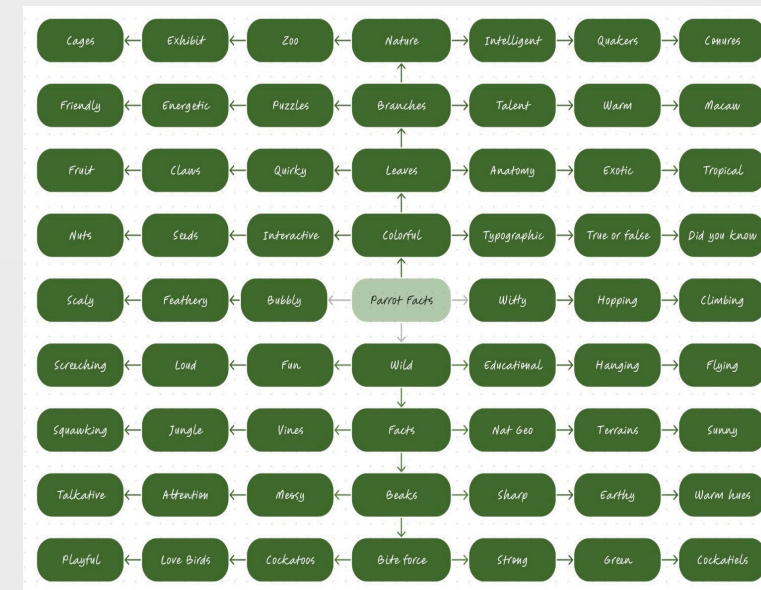 Cages Exhibit Zoo Nature Intelligent Quakers Conures
Friendly Energetic Puzzles Branches Talent Warm Macaw
Fruit Claws Quirky Leaves Anatomy Exotic Tropical
Nuts Seeds Interactive Colorful Typographic True or false Did you know
Scaly Feathery Bubbly Parrot Facts Witty Hopping Climbing
Screeching Loud Fun Wild Educational Hanging Flying
Squawking Jungle Vines Facts Nat Geo Terrains Sunny
Talkative Attention Messy Beaks Sharp Earthy Warm hues
Playful Love Birds Cockatoos Bite force Strong Green Cockatiels